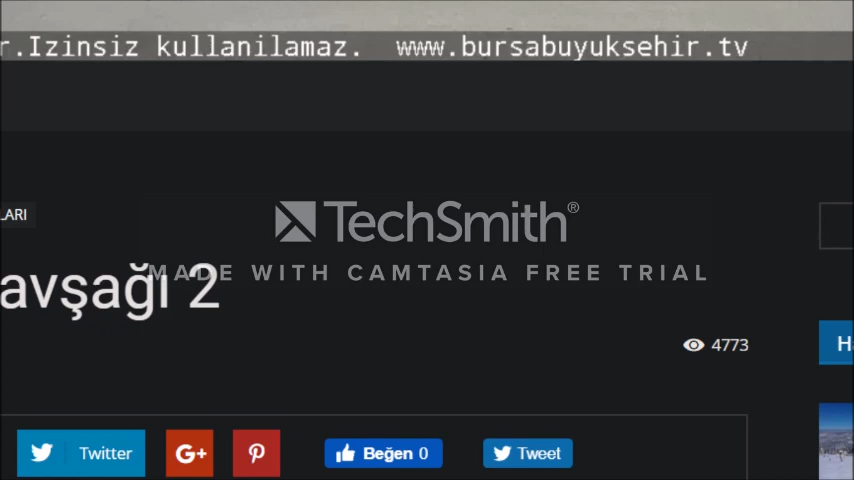 r.Izinsiz kullanilamaz.  www.bursabuyuksehir.tv
LARI
TechSmith®
MADE WITH CAMTASIA FREE TRIAL
avşağı 2
4773
H
Twitter
G+
Beğen 0
Tweet